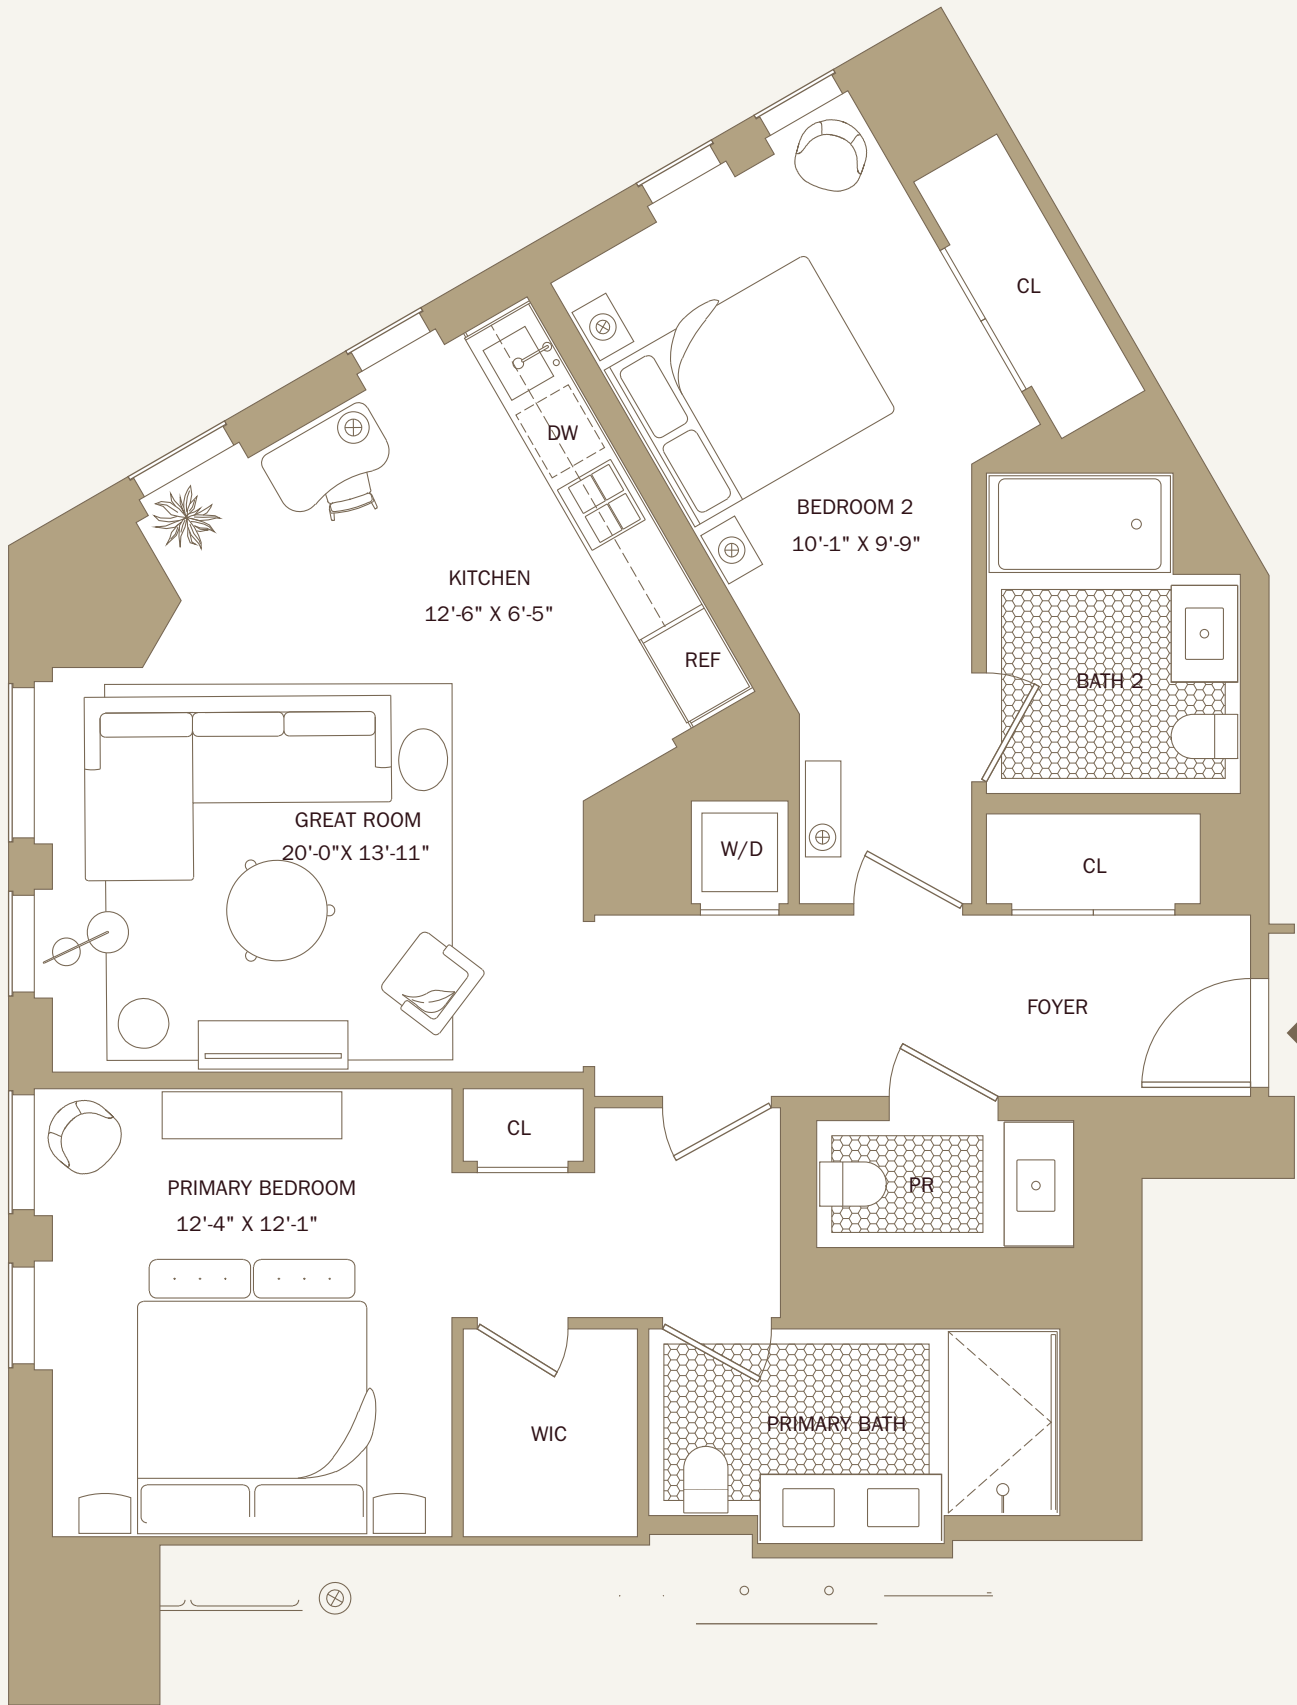 CL
DW
BEDROOM 2
10'-1" X 9'-9"
KITCHEN
12'-6" X 6'-5"
REF
BATH 2
GREAT ROOM
20'-0"X 13'-11"
W/D
CL
FOYER
CL
PR
PRIMARY BEDROOM
12'-4" X 12'-1"
PRIMARY BATH
WIC